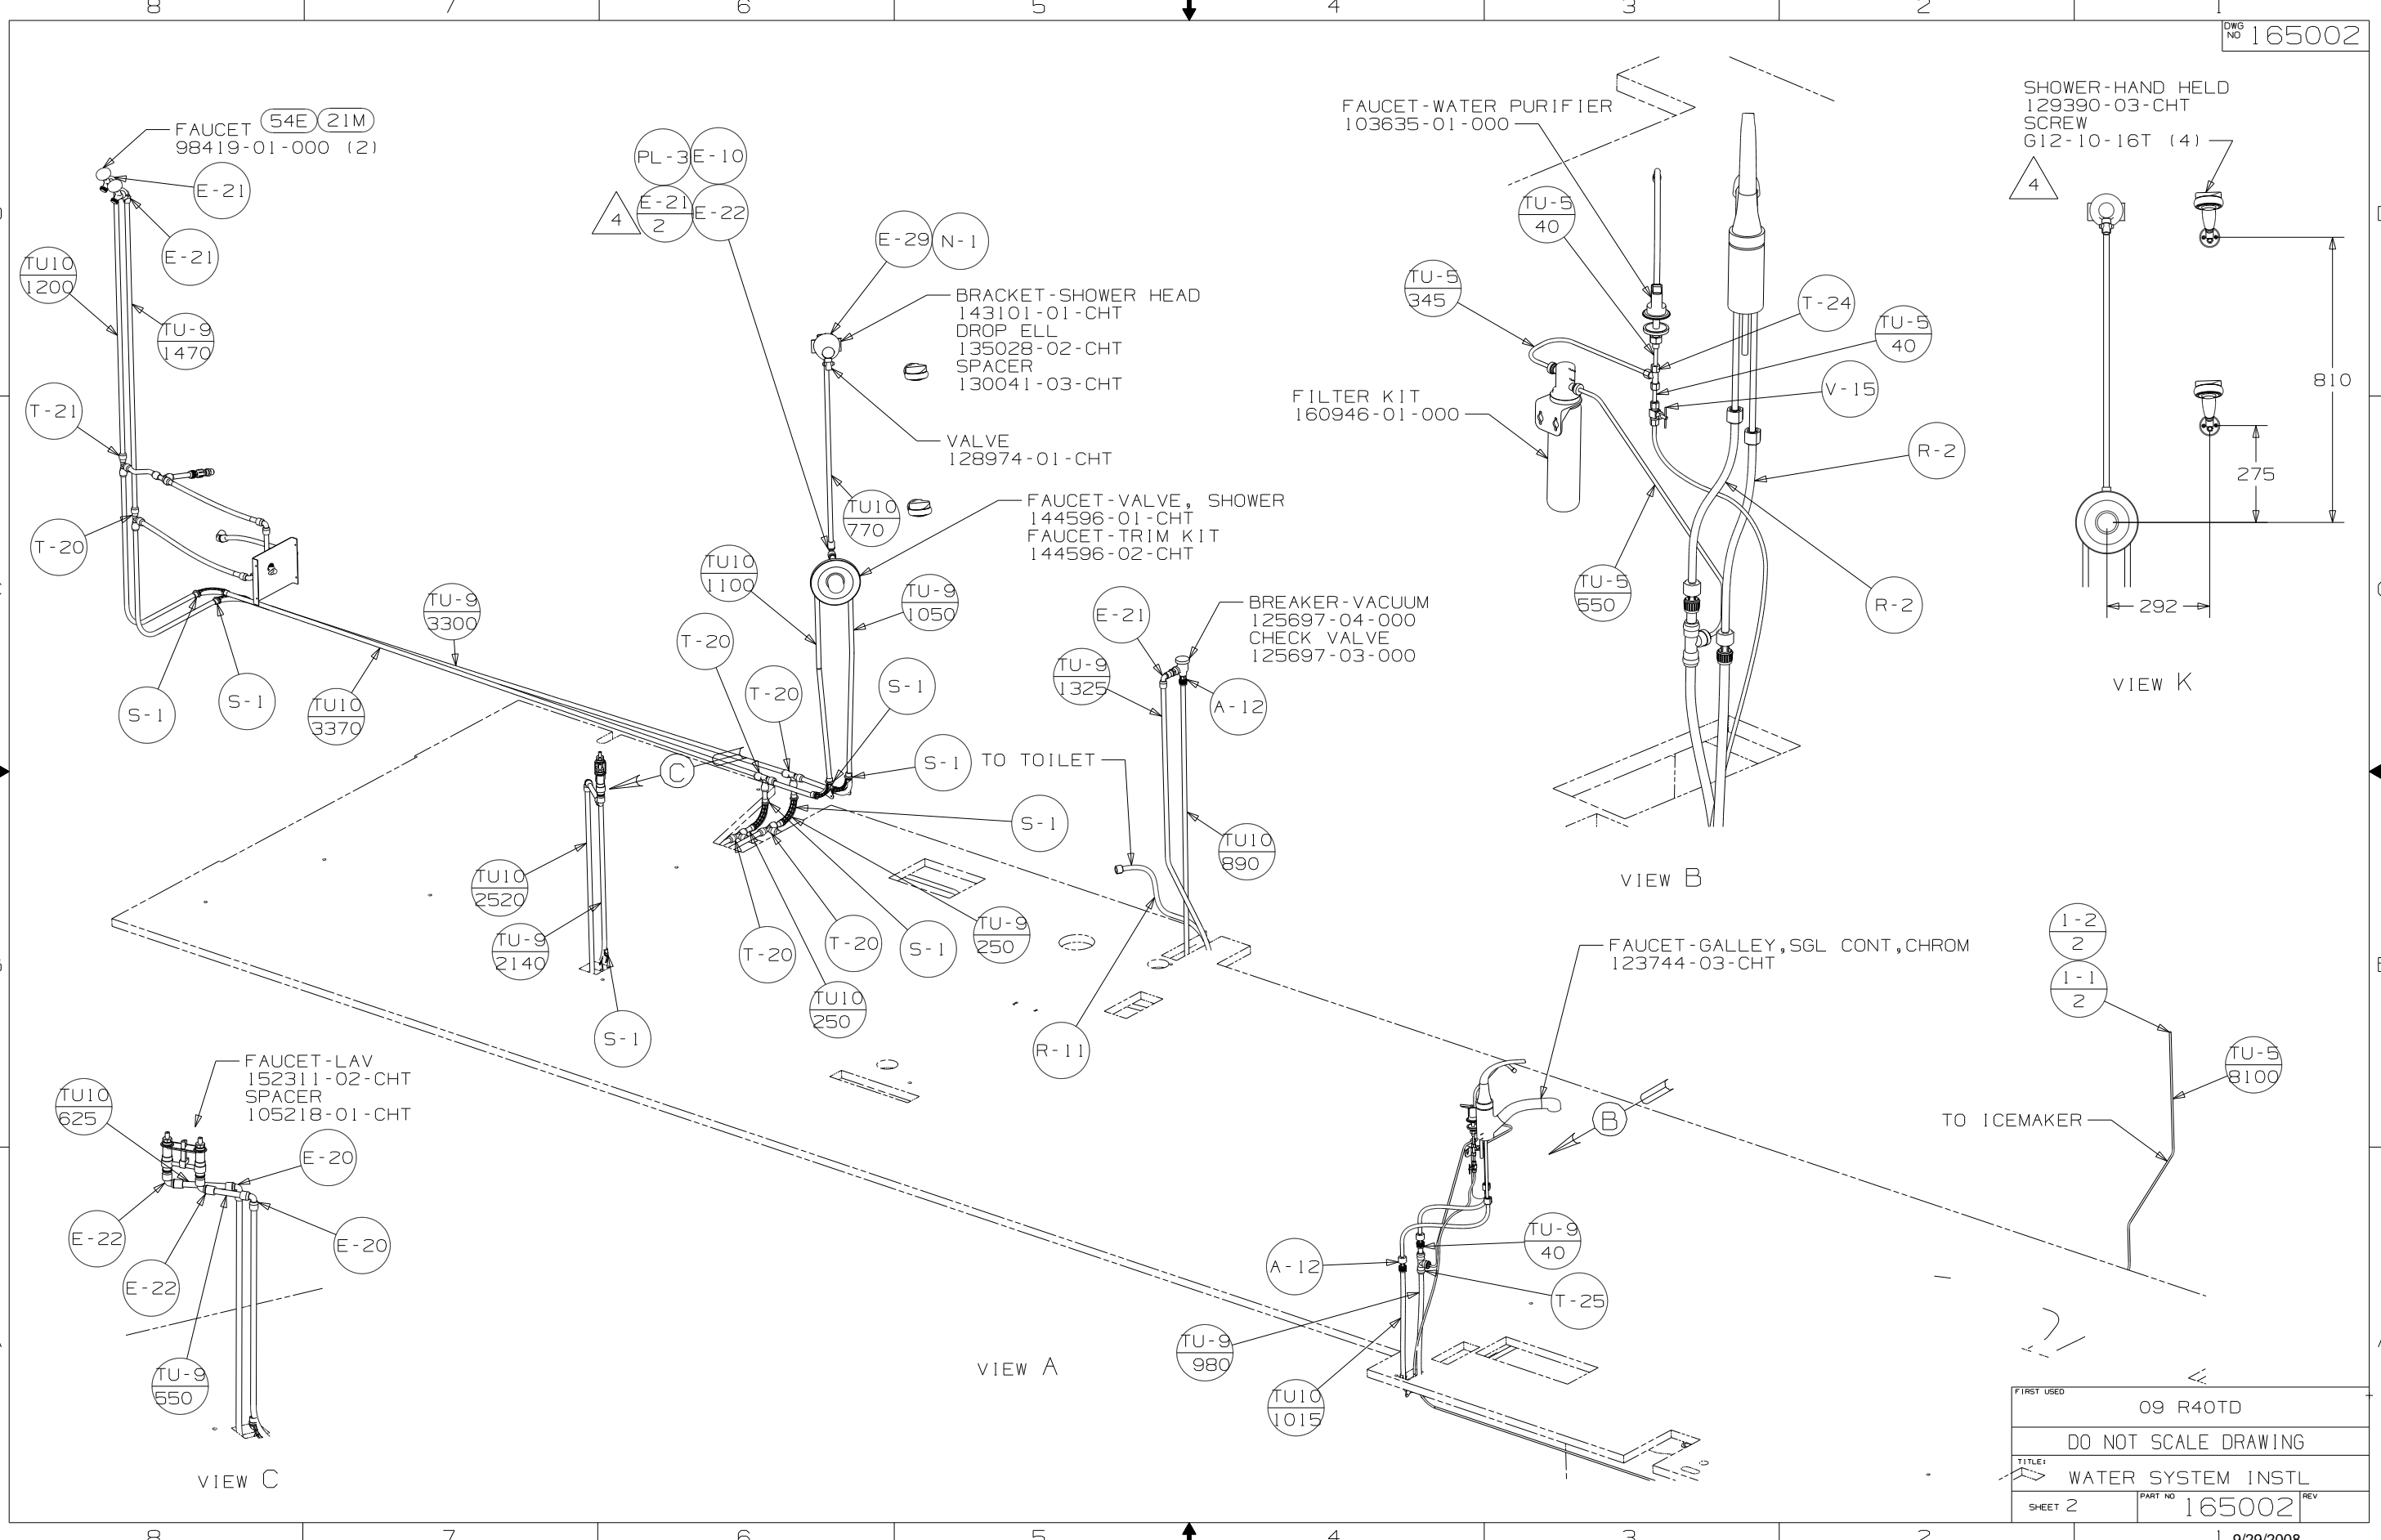 8 7 6 5 4 3 2 1
DWG NO 165002
FAUCET 54E 21M
98419-01-000 (2)
E-21
E-21
TU10
1200
TU-9
1470
T-21
T-20
S-1
S-1
TU-9
3300
TU10
3370
PL-3 E-10
4
E-21
2
E-22
E-29 N-1
BRACKET-SHOWER HEAD
143101-01-CHT
DROP ELL
135028-02-CHT
SPACER
130041-03-CHT
VALVE
128974-01-CHT
TU10
770
FAUCET-VALVE, SHOWER
144596-01-CHT
FAUCET-TRIM KIT
144596-02-CHT
TU10
1100
TU-9
1050
T-20
T-20
S-1
S-1
S-1
C
TU10
2520
TU-9
2140
S-1
T-20
TU10
250
T-20
S-1
TU-9
250
E-21
BREAKER-VACUUM
125697-04-000
CHECK VALVE
125697-03-000
TU-9
1325
A-12
TO TOILET
TU10
890
R-11
FAUCET-WATER PURIFIER
103635-01-000
TU-5
40
TU-5
345
T-24
TU-5
40
V-15
FILTER KIT
160946-01-000
R-2
TU-5
550
R-2
VIEW B
SHOWER-HAND HELD
129390-03-CHT
SCREW
G12-10-16T (4)
4
810
275
292
VIEW K
FAUCET-GALLEY,SGL CONT,CHROM
123744-03-CHT
B
1-2
2
1-1
2
TU-5
8100
TO ICEMAKER
A-12
TU-9
40
T-25
TU-9
980
TU10
1015
VIEW A
FAUCET-LAV
152311-02-CHT
SPACER
105218-01-CHT
TU10
625
E-20
E-22
E-20
E-22
TU-9
550
VIEW C
FIRST USED
09 R40TD
DO NOT SCALE DRAWING
TITLE:
WATER SYSTEM INSTL
SHEET 2 PART NO 165002 REV
8 7 6 5 4 3 2 1
9/29/2008